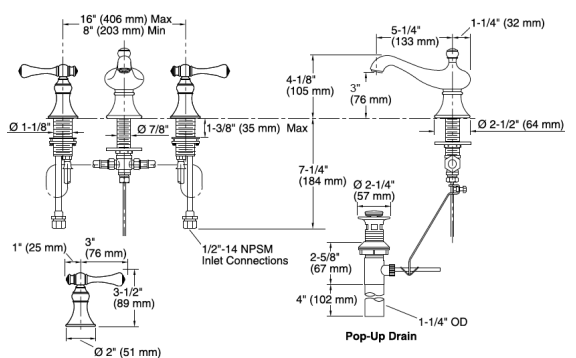 16" (406 mm) Max
8" (203 mm) Min
5-1/4"
(133 mm)
1-1/4" (32 mm)
4-1/8"
(105 mm)
3"
(76 mm)
Ø 1-1/8"
Ø 7/8"
1-3/8" (35 mm) Max
Ø 2-1/2" (64 mm)
7-1/4"
(184 mm)
Ø 2-1/4"
(57 mm)
1/2"-14 NPSM
Inlet Connections
1" (25 mm)
3"
(76 mm)
3-1/2"
(89 mm)
Ø 2" (51 mm)
2-5/8"
(67 mm)
4" (102 mm)
1-1/4" OD
Pop-Up Drain